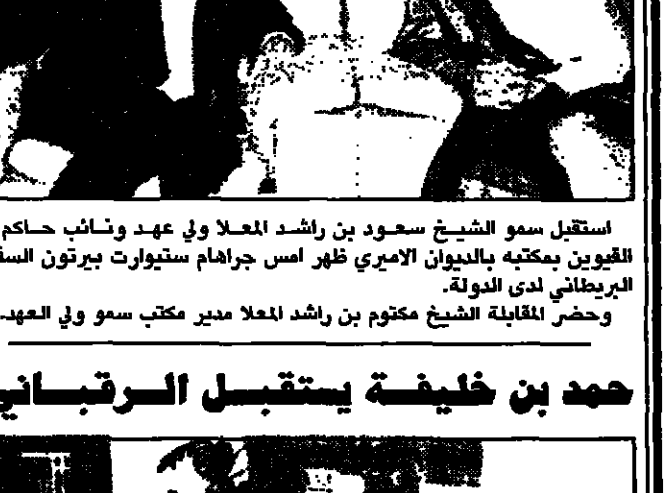 استقبل سمو الشيخ سعود بن راشد المعلا ولي عهد ونائب حاكم
القيوين بمكتبه بالديوان الاميري ظهر امس جراهام ستيوارت بيرتون
البريطاني لدى الدولة.
وحضر المقابلة الشيخ مكتوم بن راشد المعلا مدير مكتب سمو ولي العهد.
حمد بن خليفة يستقبل الرقباني